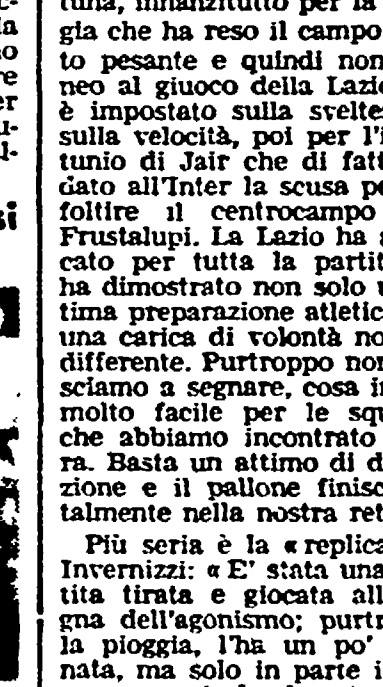 tuna, innanzitutto per la
gia che ha reso il campo
to pesante e quindi non
neo al giuoco della Lazio
è impostato sulla svelte
sulla velocità, poi per l'i
tunio di Jair che di fatt
dato all'Inter la scusa pe
foltire il centrocampo
Frustalupi. La Lazio ha a
cato per tutta la partit
ha dimostrato non solo u
tima preparazione atletic
una carica di volontà no
differente. Purtroppo non
sciamo a segnare, cosa in
molto facile per le squ
che abbiamo incontrato
ra. Basta un attimo di d
zione e il pallone finisc
talmente nella nostra ret
Più seria è la « replica
Invernizzi: « E' stata una
tita tirata e giocata all
gna dell'agonismo; purtr
la pioggia, l'ha un po'
nata, ma solo in parte i